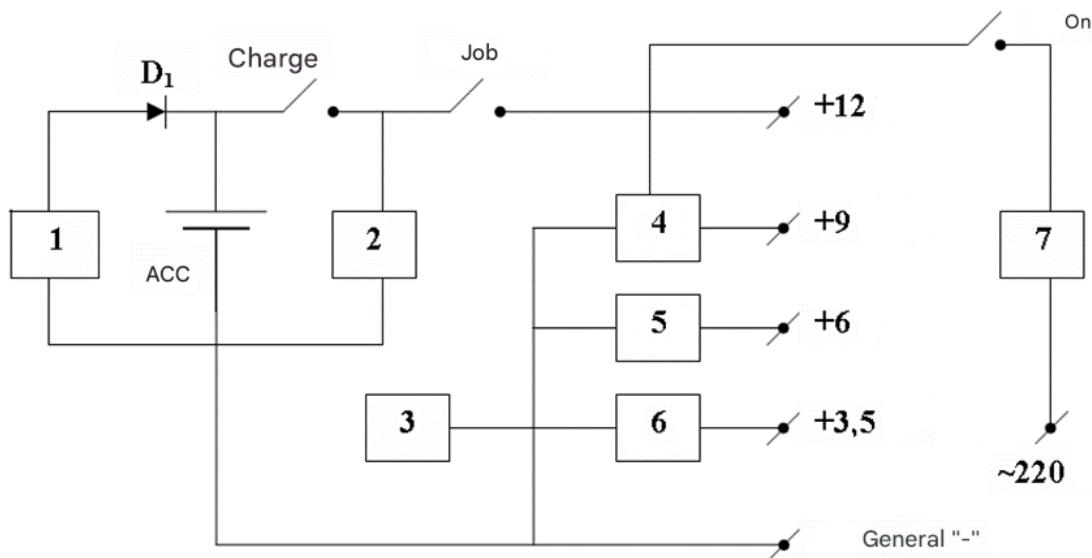 On
Charge
Job
D₁
+12
1
2
4
+9
7
ACC
5
+6
3
6
+3,5
~220
General "-"